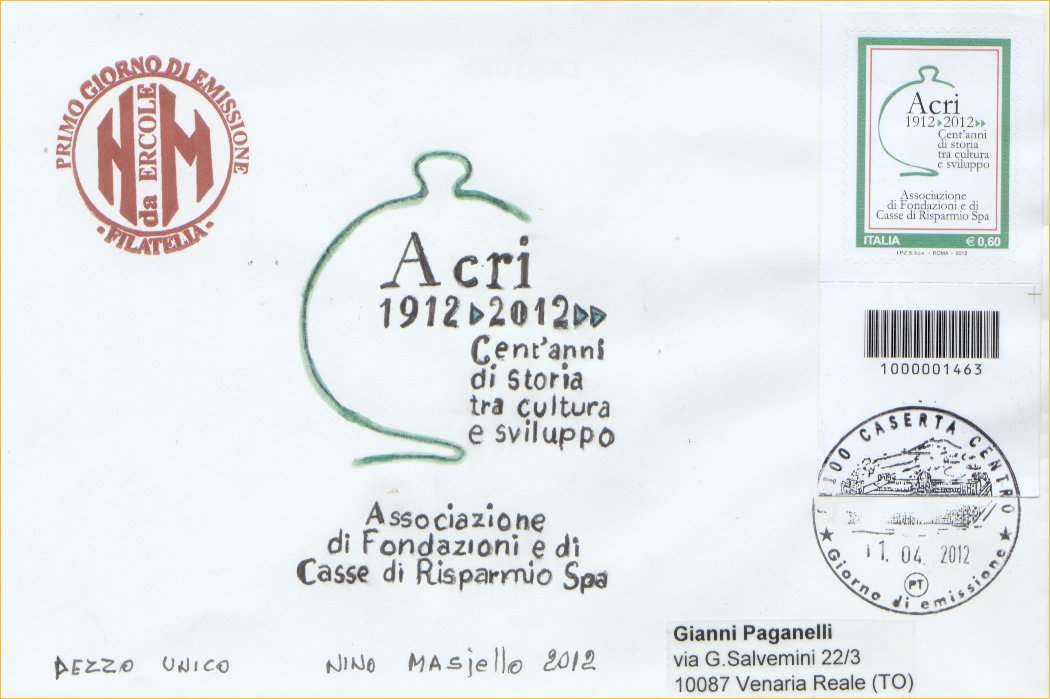 PRIMO GIORNO DI EMISSIONE
NM
da ERCOLE
- FILATELIA -
Acri
1912 2012
Cent'anni
di storia
tra cultura
e sviluppo
Associazione
di Fondazioni e di
Casse di Risparmio Spa
ITALIA € 0,60
I.P.Z.S. S.p.A. - ROMA - 2012
1000001463
Acri
1912 2012
Cent'anni
di storia
tra cultura
e sviluppo
Associazione
di Fondazioni e di
Casse di Risparmio Spa
CASERTA CENTRO
11. 04. 2012
PT
Giorno di emissione
PEZZO UNICO NINO MASIELLO 2012
Gianni Paganelli
via G.Salvemini 22/3
10087 Venaria Reale (TO)